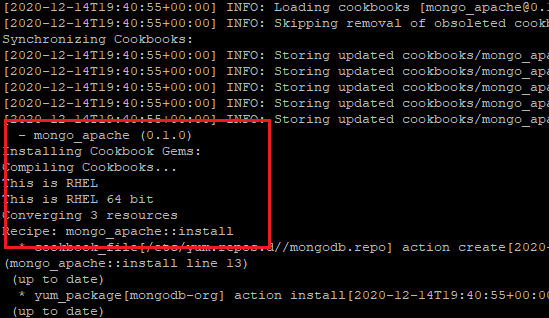 [2020-12-14T19:40:55+00:00] INFO: Loading cookbooks [mongo_apache@0.1
[2020-12-14T19:40:55+00:00] INFO: Skipping removal of obsoleted cookb
Synchronizing Cookbooks:
[2020-12-14T19:40:55+00:00] INFO: Storing updated cookbooks/mongo_apa
[2020-12-14T19:40:55+00:00] INFO: Storing updated cookbooks/mongo_apa
[2020-12-14T19:40:55+00:00] INFO: Storing updated cookbooks/mongo_apa
[2020-12-14T19:40:55+00:00] INFO: Storing updated cookbooks/mongo_apa
[2020-12-14T19:40:55+00:00] INFO: Storing updated cookbooks/mongo_apa
- mongo_apache (0.1.0)
Installing Cookbook Gems:
Compiling Cookbooks...
This is RHEL
This is RHEL 64 bit
Converging 3 resources
Recipe: mongo_apache::install
* cookbook_file[/etc/yum.repos.d//mongodb.repo] action create[2020-12
(mongo_apache::install line 13)
(up to date)
* yum_package[mongodb-org] action install[2020-12-14T19:40:55+00:00
(up to date)